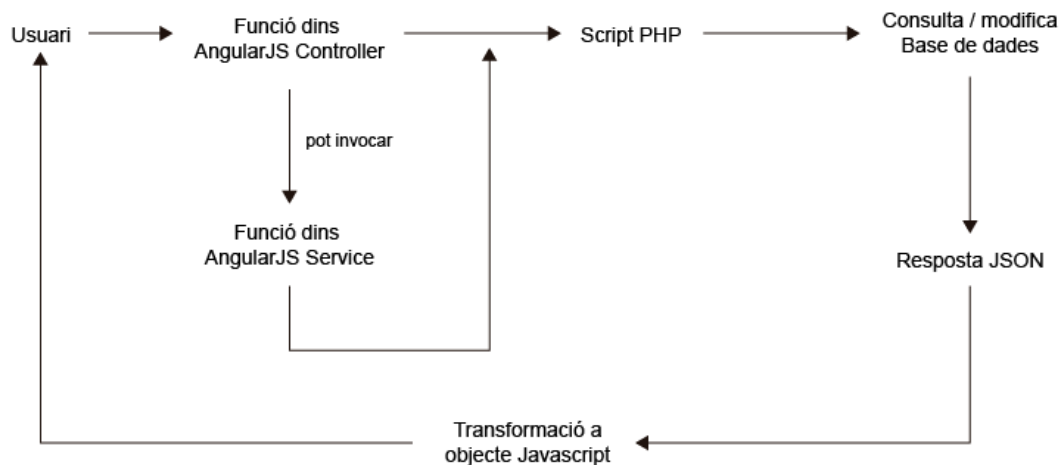 Usuari
Funció dins
AngularJS Controller
Script PHP
Consulta / modifica
Base de dades
pot invocar
Funció dins
AngularJS Service
Resposta JSON
Transformació a
objecte Javascript